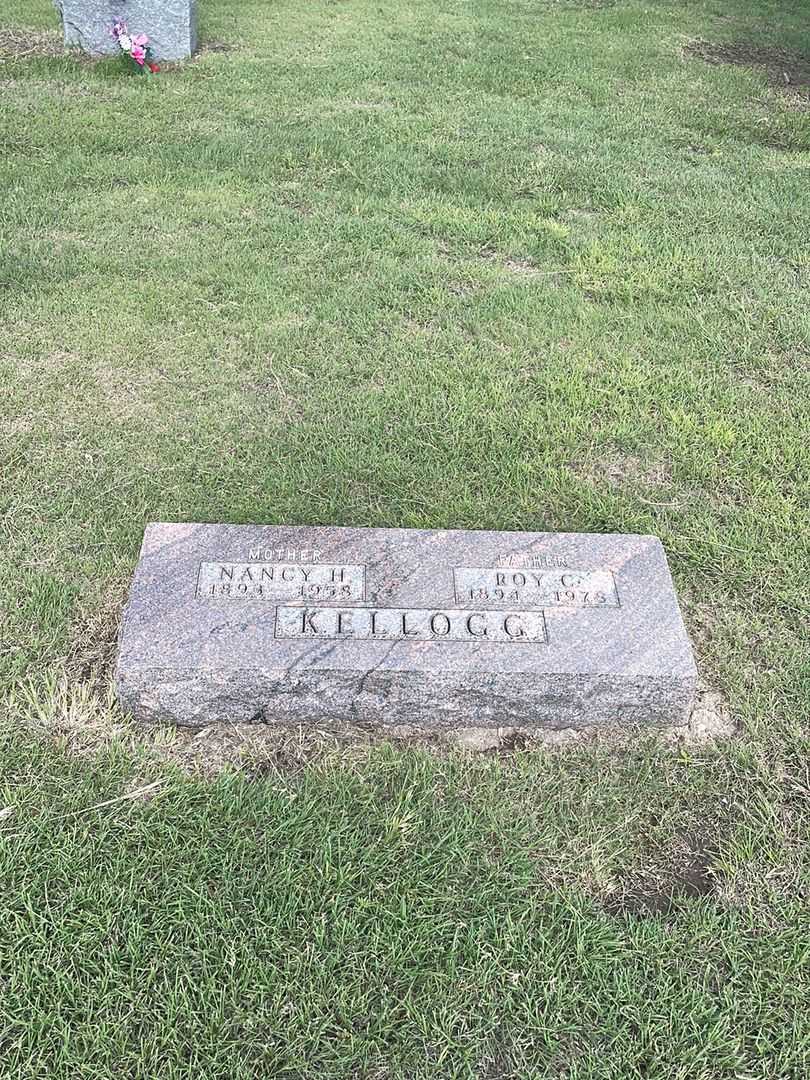 MOTHER FATHER
NANCY H. ROY C.
1894 1958 1894 1978
KELLOGG